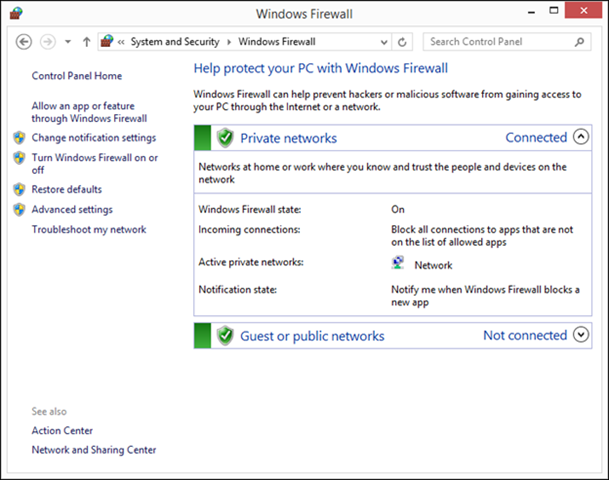 Windows Firewall
« System and Security Windows Firewall
Search Control Panel
Control Panel Home
Allow an app or feature
through Windows Firewall
Change notification settings
Turn Windows Firewall on or
off
Restore defaults
Advanced settings
Troubleshoot my network
See also
Action Center
Network and Sharing Center
Help protect your PC with Windows Firewall
Windows Firewall can help prevent hackers or malicious software from gaining access to
your PC through the Internet or a network.
Private networks Connected
Networks at home or work where you know and trust the people and devices on the
network
Windows Firewall state: On
Incoming connections: Block all connections to apps that are not
on the list of allowed apps
Active private networks: Network
Notification state: Notify me when Windows Firewall blocks a
new app
Guest or public networks Not connected